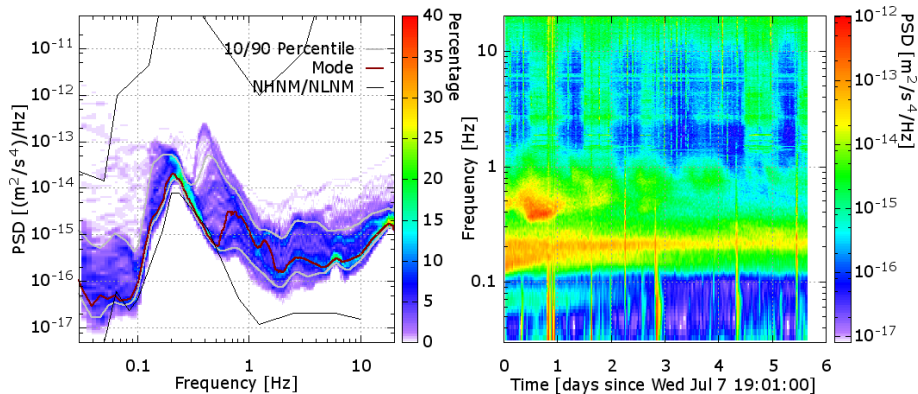 10⁻¹¹
10⁻¹²
10⁻¹³
10⁻¹⁴
10⁻¹⁵
10⁻¹⁶
10⁻¹⁷
PSD [(m²/s⁴)/Hz]
10/90 Percentile
Mode
NHNM/NLNM
0.1 1 10
Frequency [Hz]
40
35
30
25
20
15
10
5
0
Percentage
10
1
0.1
Frequency [Hz]
0 1 2 3 4 5 6
Time [days since Wed Jul 7 19:01:00]
10⁻¹²
10⁻¹³
10⁻¹⁴
10⁻¹⁵
10⁻¹⁶
10⁻¹⁷
PSD [m²/s⁴/Hz]